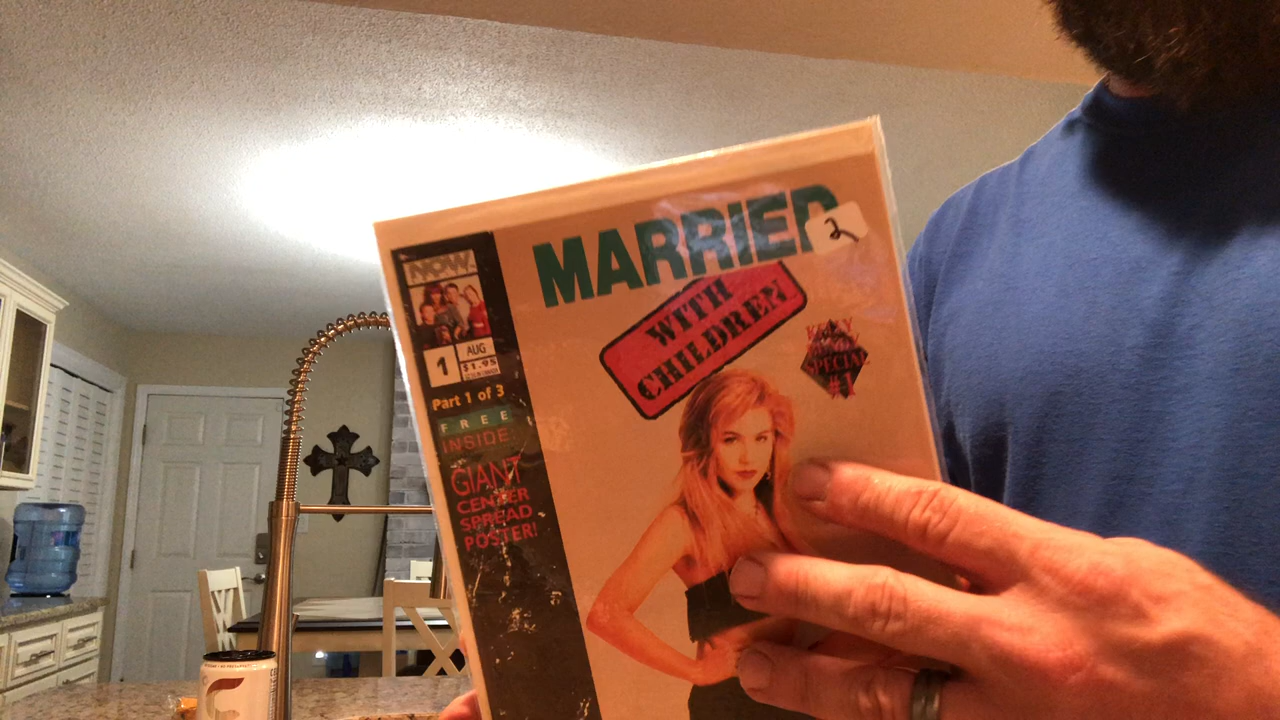 NOW
1
AUG
$1.95
Part 1 of 3
FREE
INSIDE
GIANT
CENTER
SPREAD
POSTER!
MARRIED
2
WITH
CHILDREN
KELLY
SPECIAL
#1